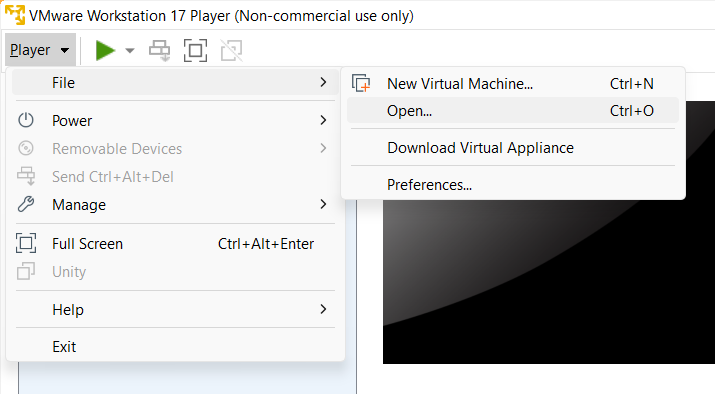 VMware Workstation 17 Player (Non-commercial use only)
Player
File
New Virtual Machine... Ctrl+N
Open... Ctrl+O
Power
Removable Devices
Download Virtual Appliance
Send Ctrl+Alt+Del
Preferences...
Manage
Full Screen Ctrl+Alt+Enter
Unity
Help
Exit